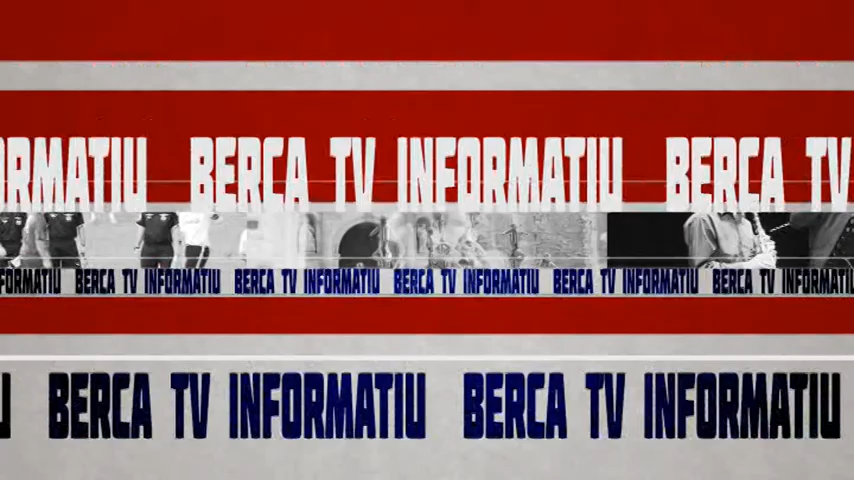 ORMATIU BERCA TV INFORMATIU BERCA TV
FORMATIU BERCA TV INFORMATIU BERCA TV INFORMATIU BERCA TV INFORMATIU BERCA TV INFORMATIU BERCA TV INFORMATIU
U BERCA TV INFORMATIU BERCA TV INFORMATIU